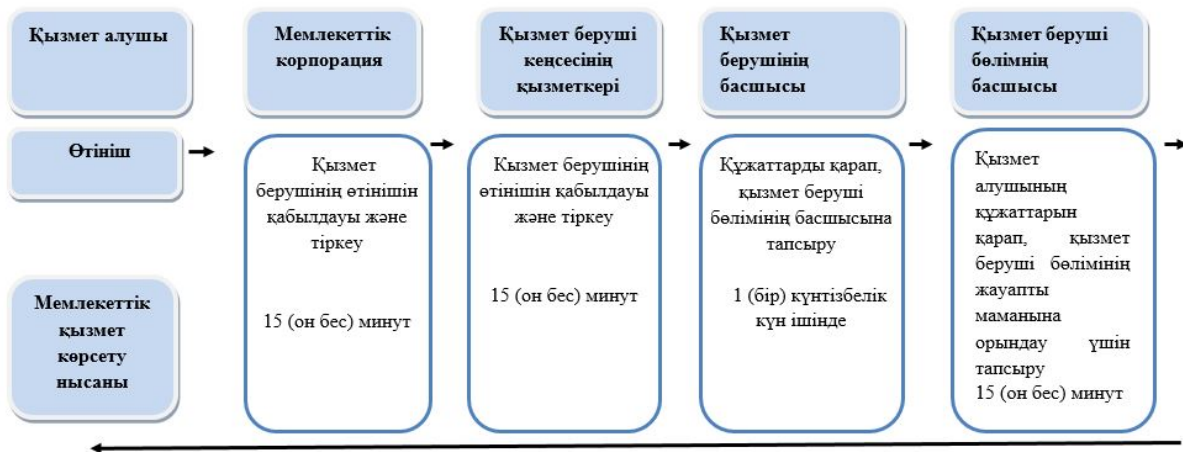 Қызмет алушы
Мемлекеттік
корпорация
Қызмет беруші
кеңсесінің
қызметкері
Қызмет
берушінің
басшысы
Қызмет беруші
бөлімнің
басшысы
Өтініш
Қызмет
берушінің өтінішін
қабылдауы және
тіркеу
15 (он бес) минут
Кызмет берушінің
өтінішін қабылдауы
және тіркеу
15 (он бес) минут
Құжаттарды қарап,
қызмет беруші
бөлімінің басшысына
тапсыру
1 (бір) күнтізбелік
күн ішінде
Қызмет
алушының
құжаттарын
қарап, қызмет
беруші бөлімінің
жауапты
маманына
орындау үшін
тапсыру
15 (он бес) минут
Мемлекеттік
қызмет
көрсету
нысаны